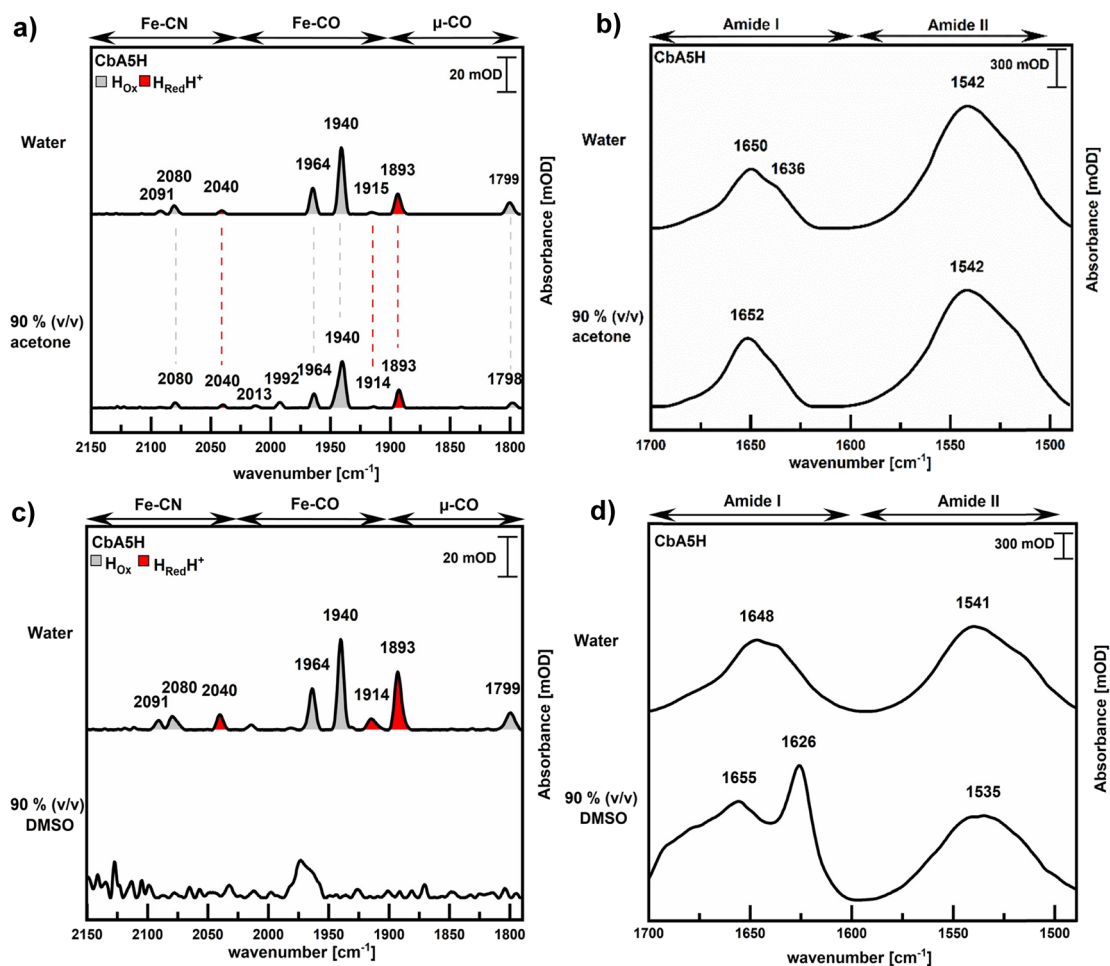 a)
Fe-CN Fe-CO μ-CO
CbA5H
H_Ox H_RedH⁺
20 mOD
Water
2091 2080 2040 1964 1940 1915 1893 1799
90 % (v/v)
acetone
2080 2040 2013 1992 1964 1940 1914 1893 1798
2150 2100 2050 2000 1950 1900 1850 1800
wavenumber [cm⁻¹]
Absorbance [mOD]
b)
Amide I Amide II
CbA5H
300 mOD
Water
1650 1636 1542
90 % (v/v)
acetone
1652 1542
1700 1650 1600 1550 1500
wavenumber [cm⁻¹]
Absorbance [mOD]
c)
Fe-CN Fe-CO μ-CO
CbA5H
H_Ox H_RedH⁺
20 mOD
Water
2091 2080 2040 1964 1940 1914 1893 1799
90 % (v/v)
DMSO
2150 2100 2050 2000 1950 1900 1850 1800
wavenumber [cm⁻¹]
Absorbance [mOD]
d)
Amide I Amide II
CbA5H
300 mOD
Water
1648 1541
90 % (v/v)
DMSO
1655 1626 1535
1700 1650 1600 1550 1500
wavenumber [cm⁻¹]
Absorbance [mOD]